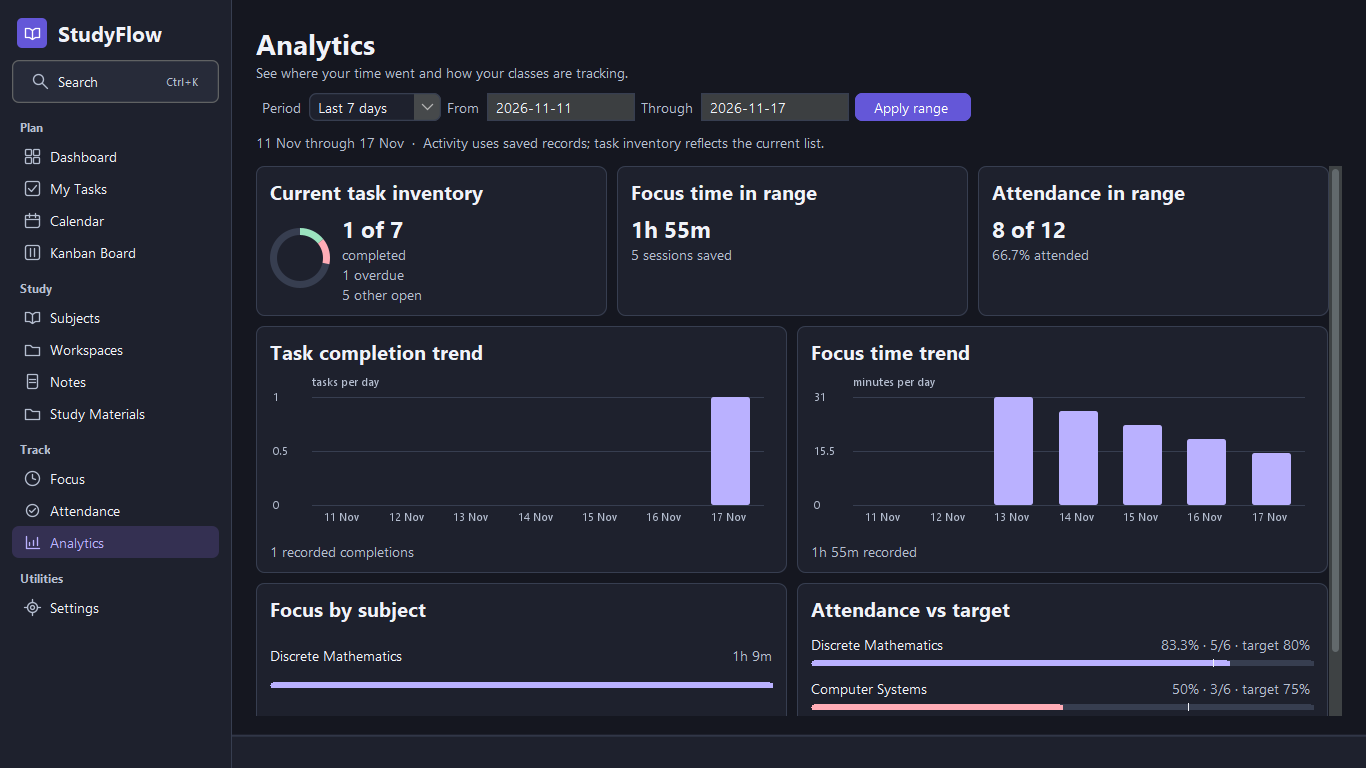 StudyFlow
Search Ctrl+K
Plan
Dashboard
My Tasks
Calendar
Kanban Board
Study
Subjects
Workspaces
Notes
Study Materials
Track
Focus
Attendance
Analytics
Utilities
Settings
Analytics
See where your time went and how your classes are tracking.
Period Last 7 days From 2026-11-11 Through 2026-11-17 Apply range
11 Nov through 17 Nov · Activity uses saved records; task inventory reflects the current list.
Current task inventory
1 of 7
completed
1 overdue
5 other open
Focus time in range
1h 55m
5 sessions saved
Attendance in range
8 of 12
66.7% attended
Task completion trend
tasks per day
1
0.5
0
11 Nov 12 Nov 13 Nov 14 Nov 15 Nov 16 Nov 17 Nov
1 recorded completions
Focus time trend
minutes per day
31
15.5
0
11 Nov 12 Nov 13 Nov 14 Nov 15 Nov 16 Nov 17 Nov
1h 55m recorded
Focus by subject
Discrete Mathematics 1h 9m
Attendance vs target
Discrete Mathematics 83.3% · 5/6 · target 80%
Computer Systems 50% · 3/6 · target 75%